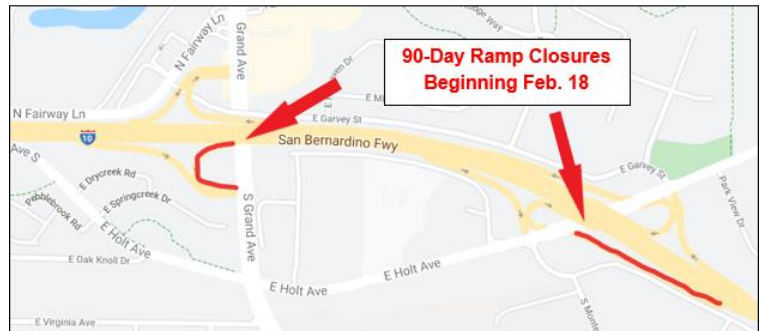 90-Day Ramp Closures
Beginning Feb. 18
N Fairway Ln
Grand Ave
N Fairway Ln
E Garvey St
10
San Bernardino Fwy
E Garvey St
Park View Dr
Ave S
E Drycreek Rd
E Springcreek Dr
Pebblebrook Rd
S Grand Ave
E Holt Ave
E Oak Knoll Dr
E Holt Ave
E Holt Ave
E Virginia Ave